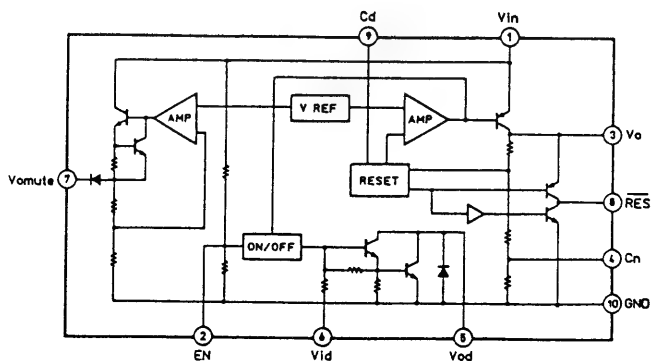 Cd Vin
9 1
V REF
AMP AMP
3 Vo
Vomute 7
RESET
8 RES
ON/OFF
4 Cn
10 GND
2 6 5
EN Vid Vod